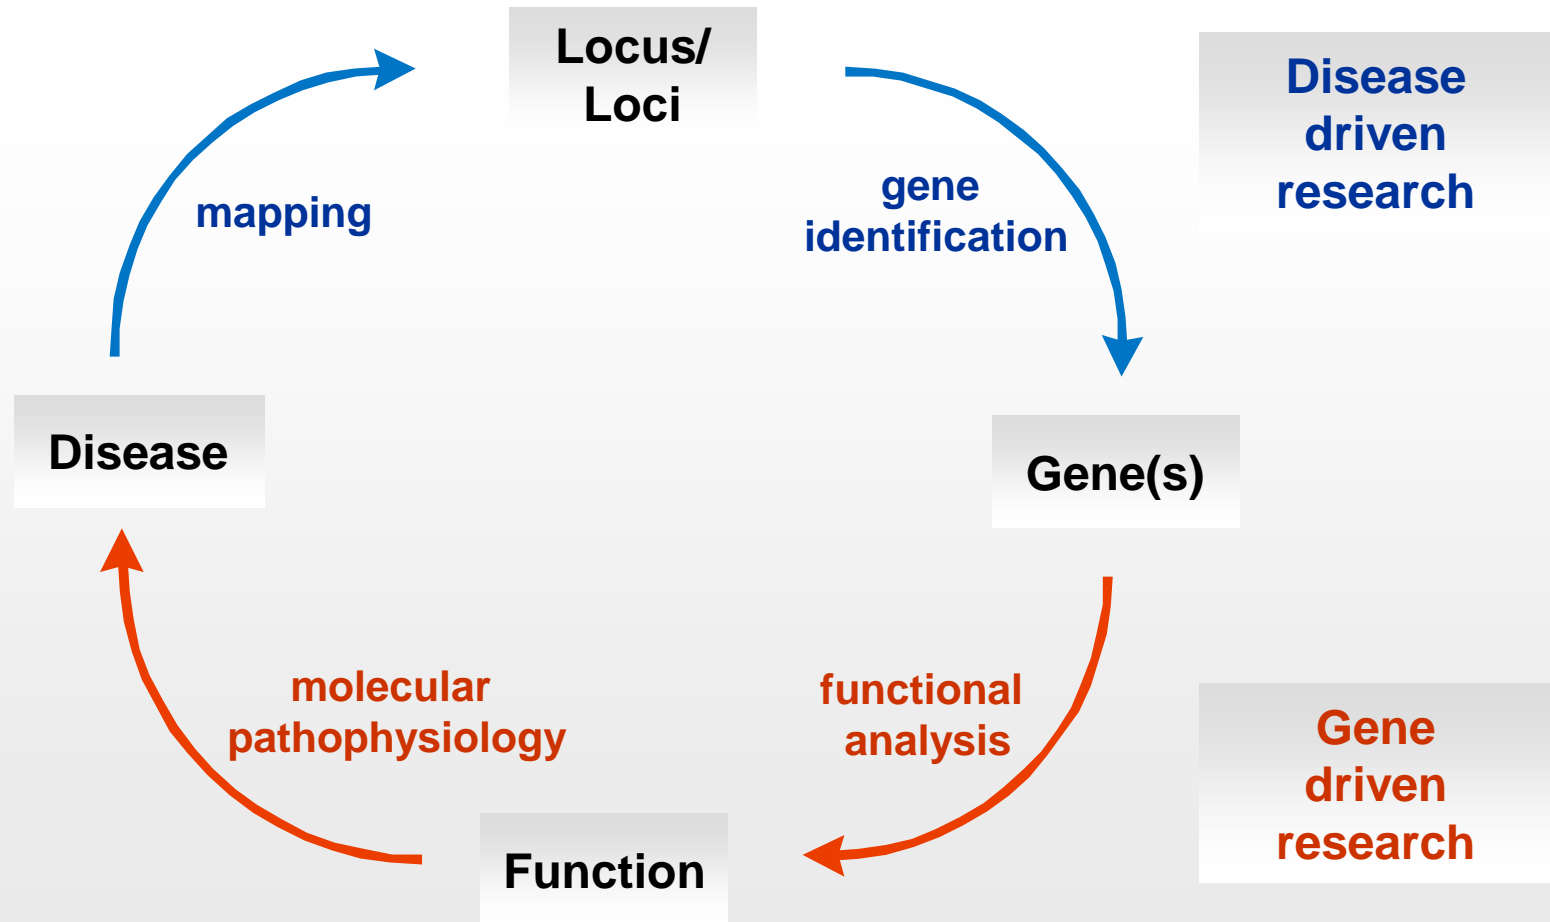 Locus/
Loci
Disease
driven
research
mapping
gene
identification
Disease
Gene(s)
molecular
pathophysiology
functional
analysis
Gene
driven
research
Function